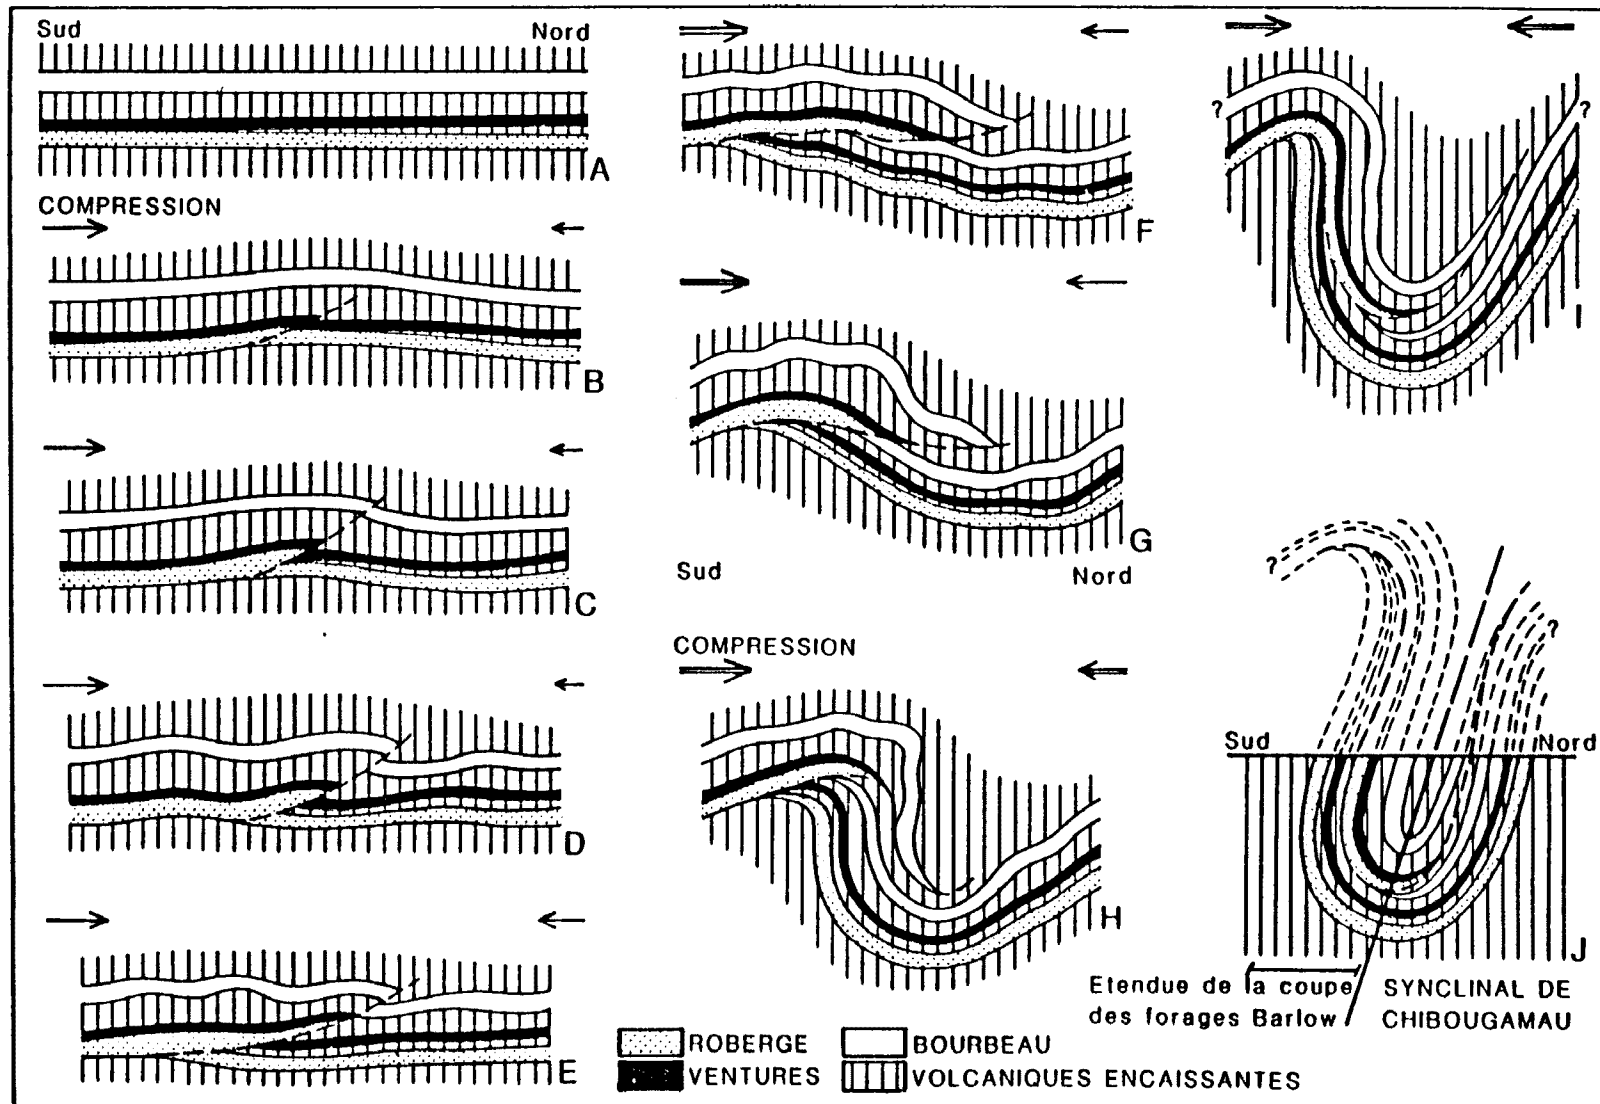 Sud Nord
A
COMPRESSION
B
C
D
E
F
G
Sud Nord
COMPRESSION
H
? ?
I
? ?
Sud Nord
J
Etendue de la coupe
des forages Barlow
SYNCLINAL DE
CHIBOUGAMAU
ROBERGE
BOURBEAU
VENTURES
VOLCANIQUES ENCAISSANTES